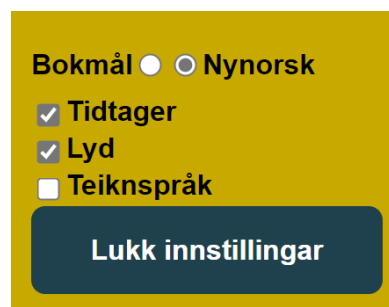 Bokmål Nynorsk
Tidtager
Lyd
Teiknspråk
Lukk innstillingar